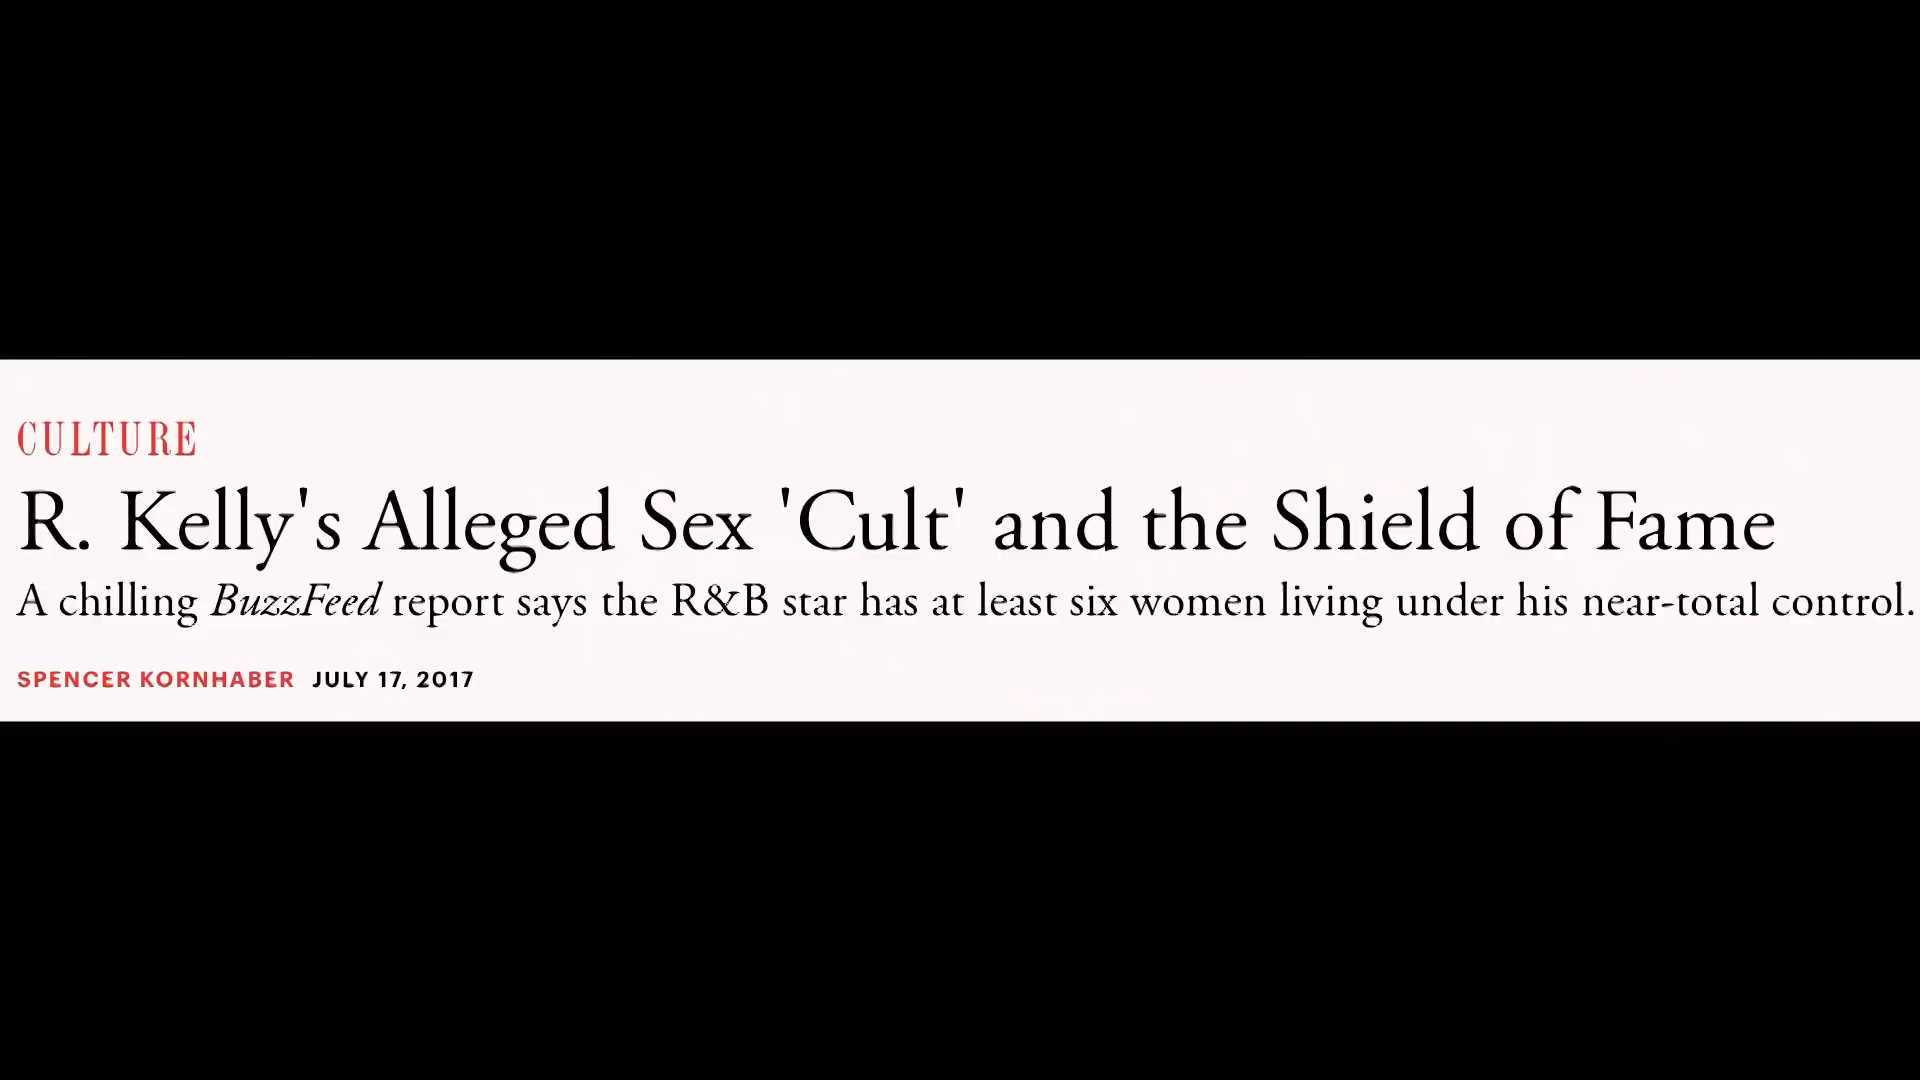 CULTURE
R. Kelly's Alleged Sex 'Cult' and the Shield of Fame
A chilling BuzzFeed report says the R&B star has at least six women living under his near-total control.
SPENCER KORNHABER JULY 17, 2017